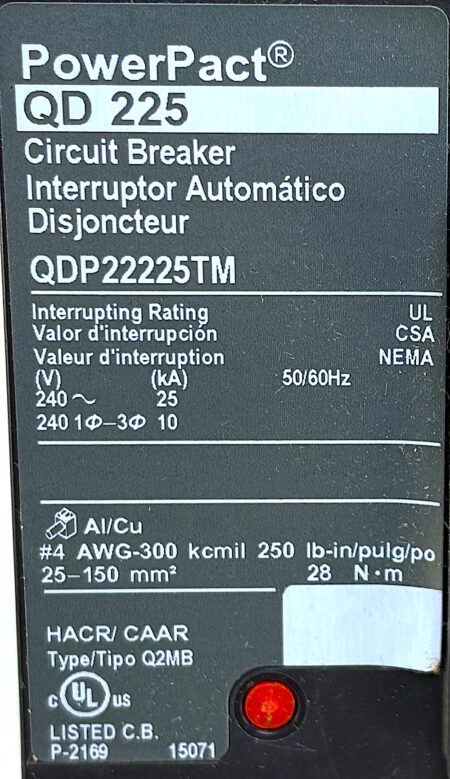 PowerPact®
QD 225
Circuit Breaker
Interruptor Automático
Disjoncteur
QDP22225TM
Interrupting Rating UL
Valor d'interrupción CSA
Valeur d'interruption NEMA
(V) (kA) 50/60Hz
240 ~ 25
240 1Φ–3Φ 10
Al/Cu
#4 AWG-300 kcmil 250 lb-in/pulg/po
25–150 mm² 28 N·m
HACR/ CAAR
Type/Tipo Q2MB
c UL us
LISTED C.B.
P-2169 15071